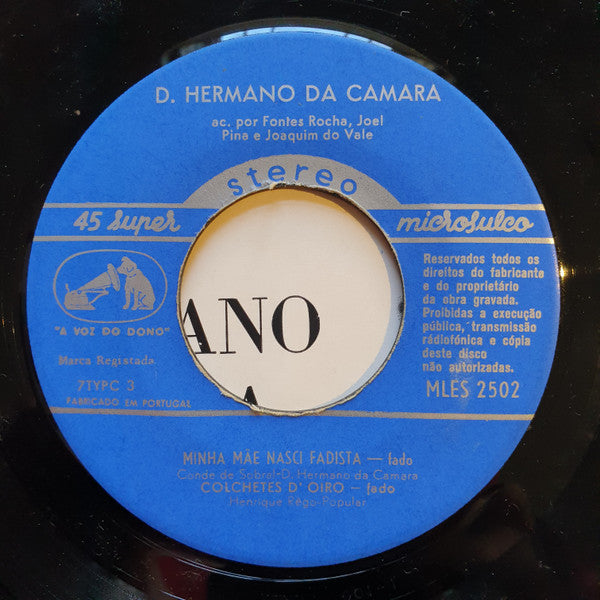 D. HERMANO DA CAMARA
ac. por Fontes Rocha, Joel
Pina e Joaquim do Vale
stereo
45 super
microsulco
"A VOZ DO DONO"
Marca Registada.
7TYPC 3
FABRICADO EM PORTUGAL
Reservados todos os
direitos do fabricante
e do proprietário
da obra gravada.
Proibidas a execução
pública, transmissão
rádiofónica e cópia
deste disco
não autorizadas.
MLES 2502
ANO
MINHA MÃE NASCI FADISTA — fado
Conde de Sobral-D. Hermano da Camara
COLCHETES D' OIRO — fado
Henrique Rêgo-Popular